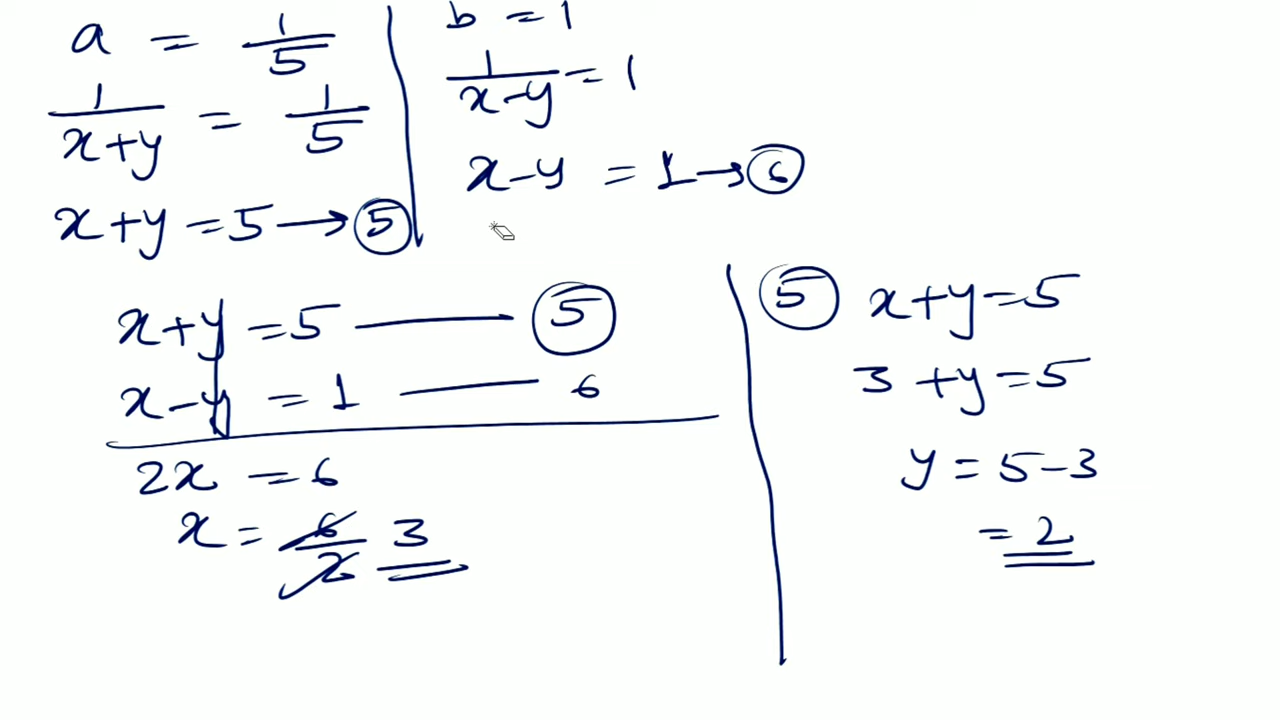 a = 1/5
1/(x+y) = 1/5
x+y = 5 → ⑤
b = 1
1/(x-y) = 1
x-y = 1 → ⑥
x+y = 5 — ⑤
x-y = 1 — 6
2x = 6
x = 6/2 3
⑤ x+y=5
3+y=5
y = 5-3
= 2